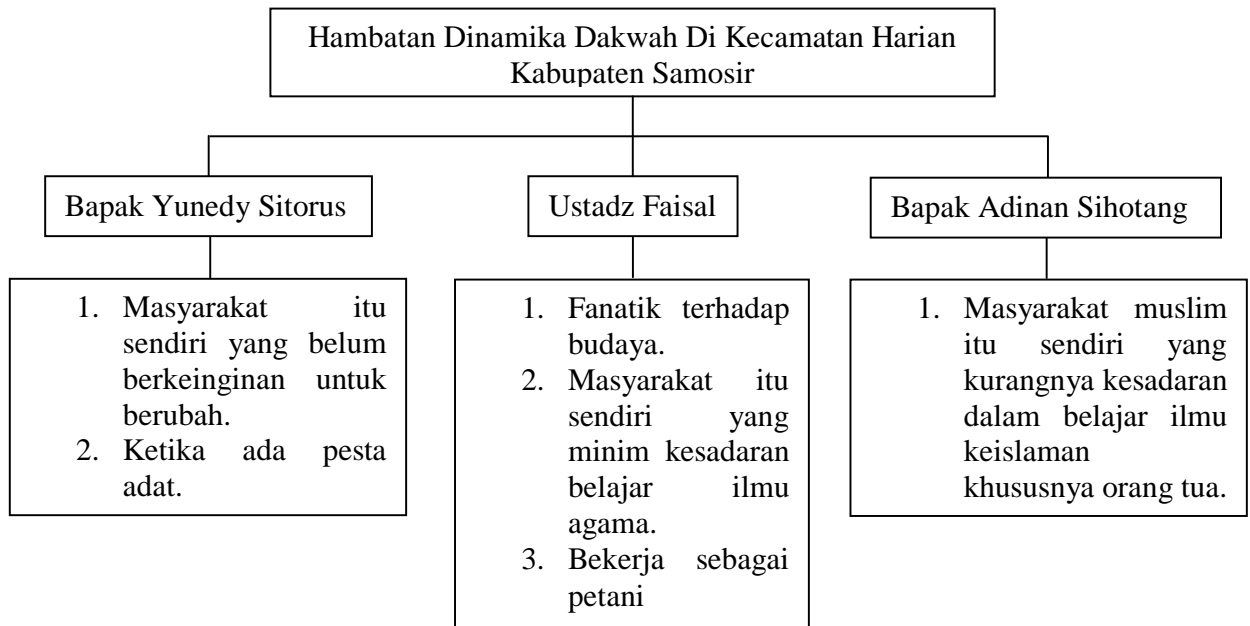 Hambatan Dinamika Dakwah Di Kecamatan Harian
Kabupaten Samosir
Bapak Yunedy Sitorus
1. Masyarakat itu
sendiri yang belum
berkeinginan untuk
berubah.
2. Ketika ada pesta
adat.
Ustadz Faisal
1. Fanatik terhadap
budaya.
2. Masyarakat itu
sendiri yang
minim kesadaran
belajar ilmu
agama.
3. Bekerja sebagai
petani
Bapak Adinan Sihotang
1. Masyarakat muslim
itu sendiri yang
kurangnya kesadaran
dalam belajar ilmu
keislaman
khususnya orang tua.